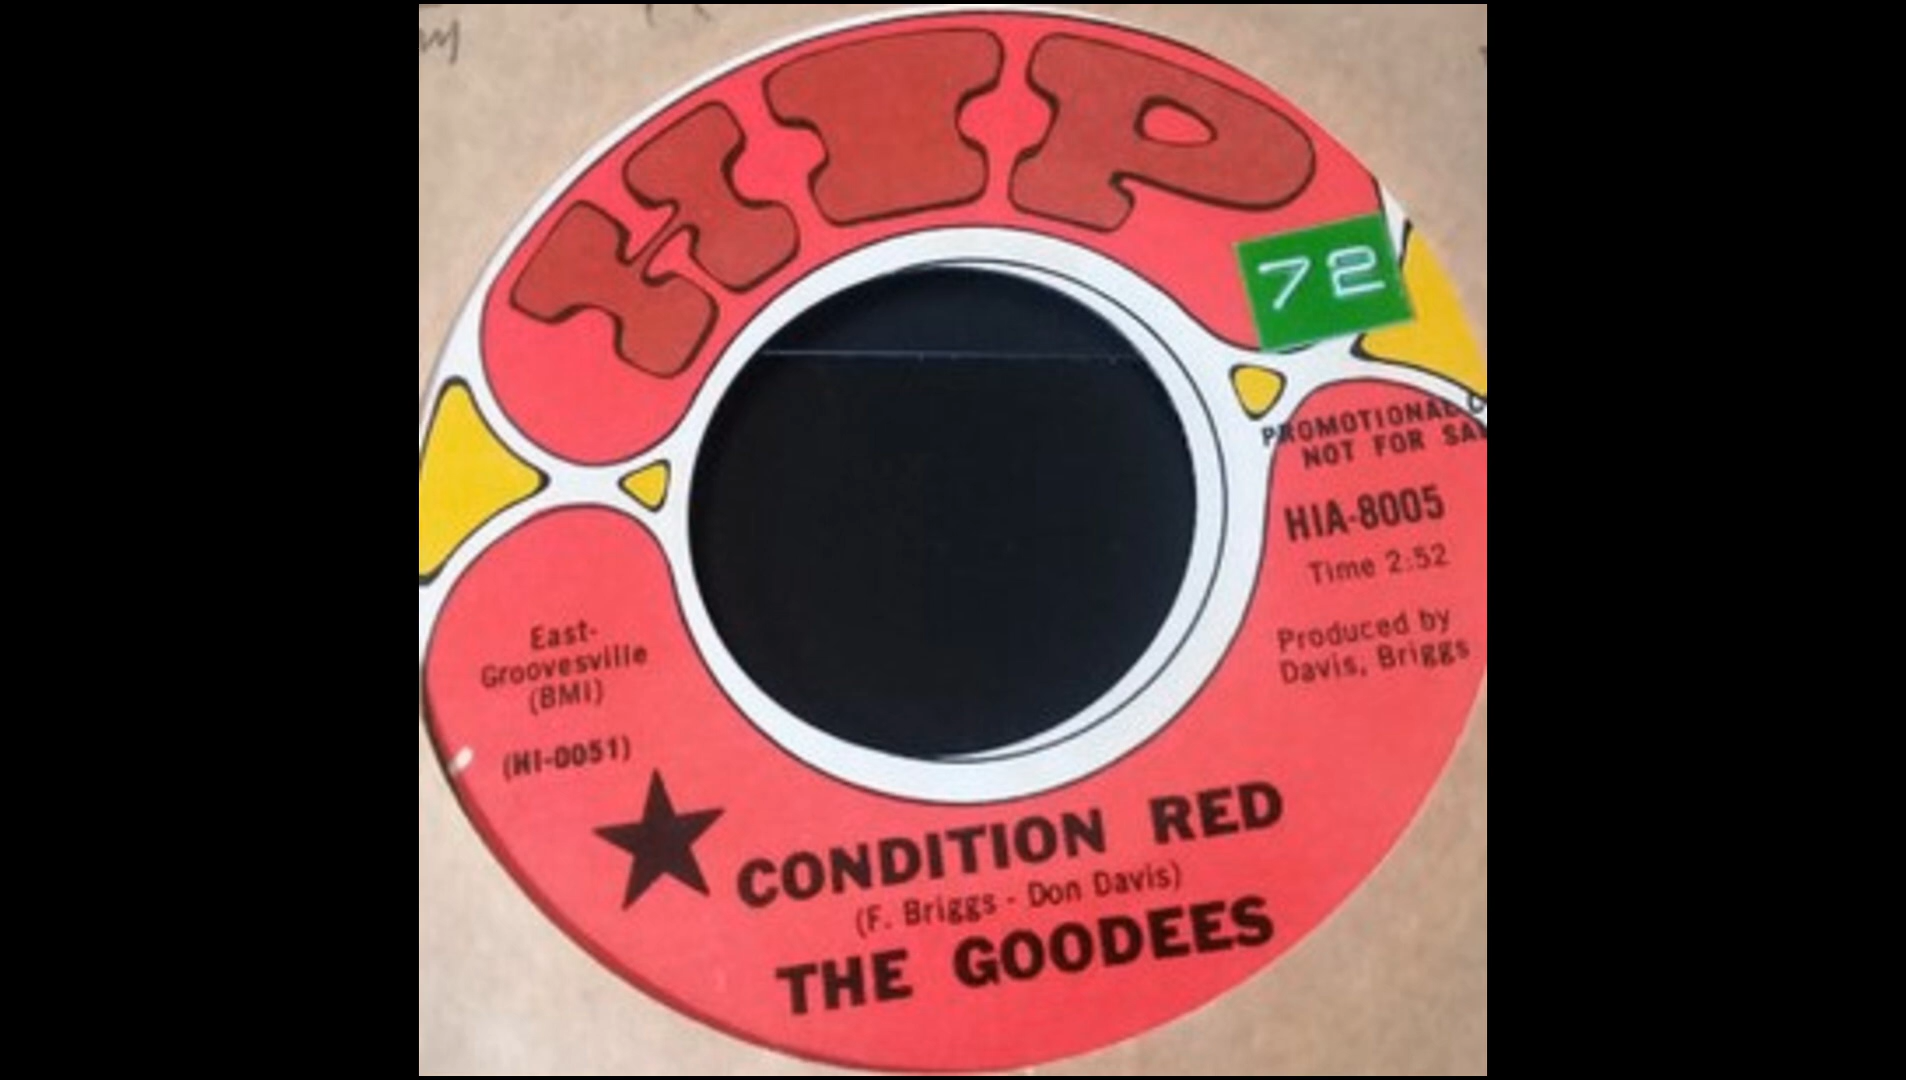 HIP
72
PROMOTIONAL
NOT FOR
HIA-8005
Time 2:52
Produced by
Davis, Briggs
East-
Groovesville
(BMI)
(HI-0051)
CONDITION RED
(F. Briggs - Don Davis)
THE GOODEES